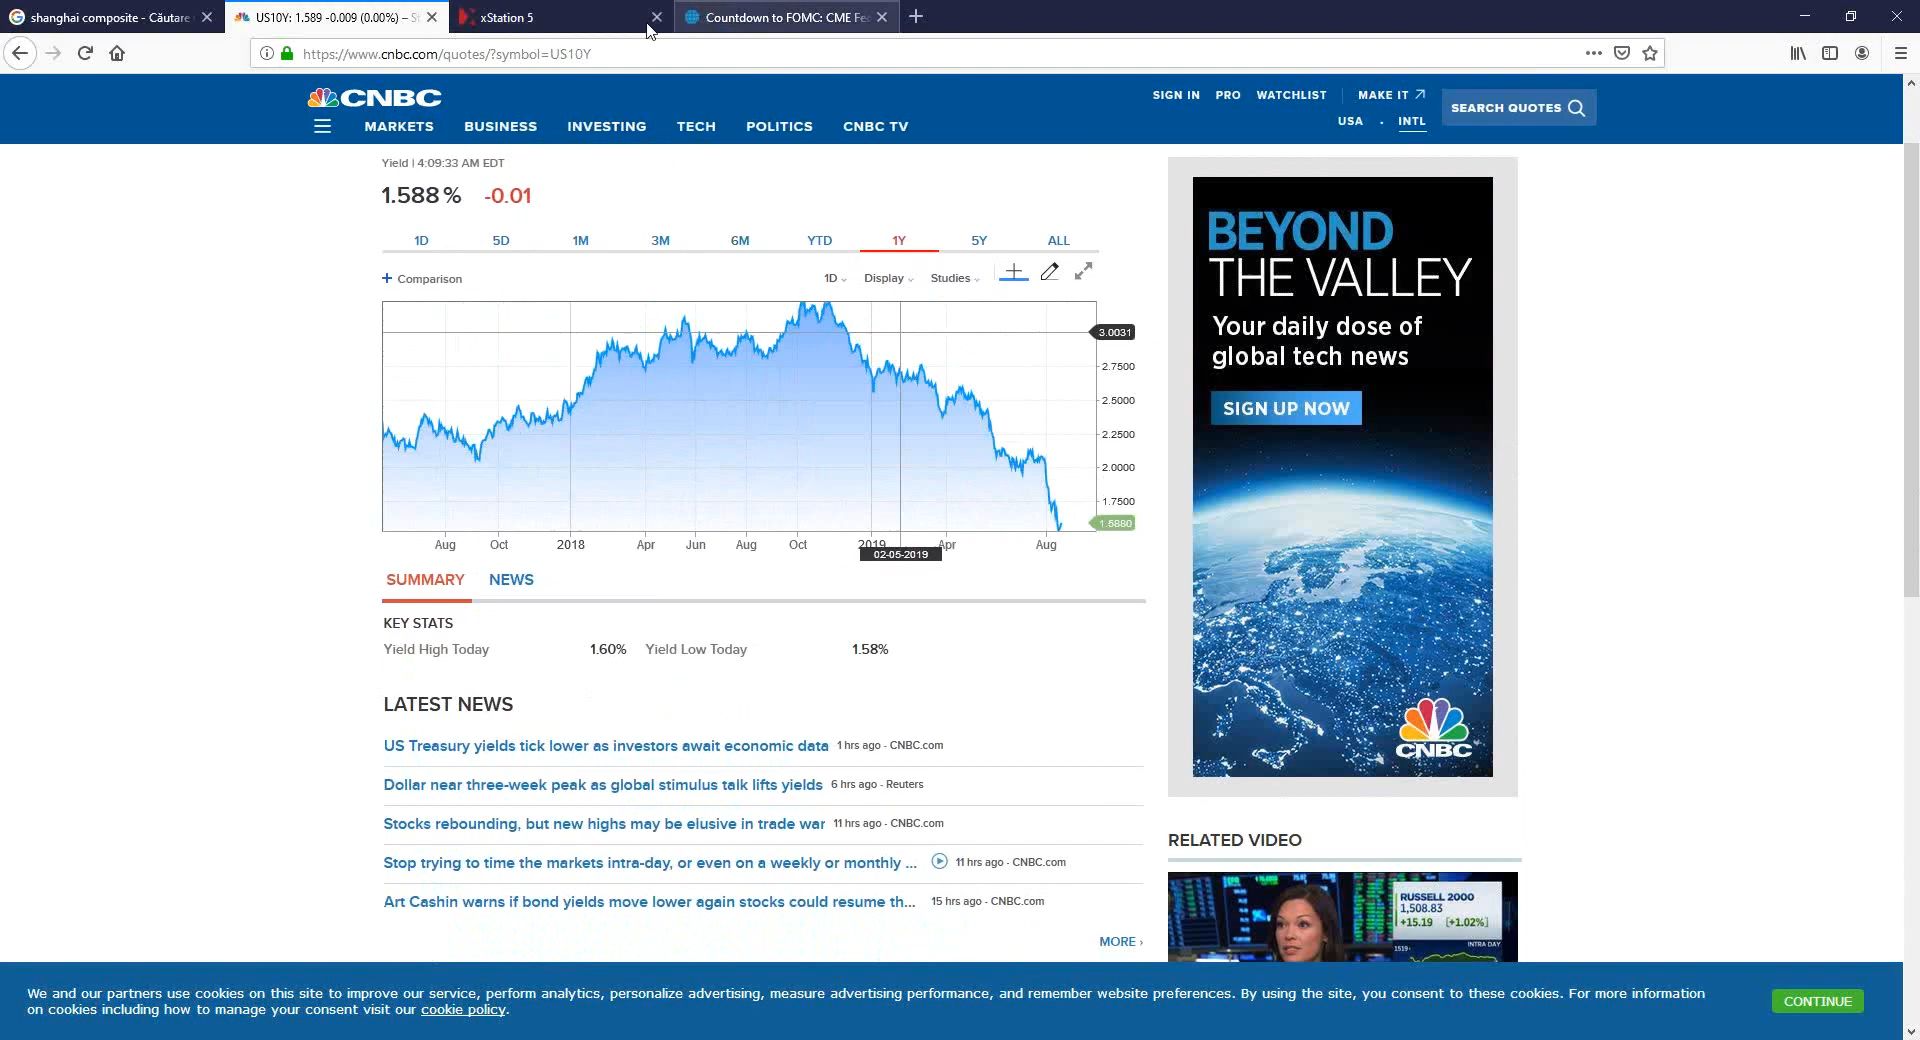 shanghai composite - Căutare
US10Y: 1.589 -0.009 (0.00%) – S
xStation 5
Countdown to FOMC: CME Fe
https://www.cnbc.com/quotes/?symbol=US10Y
CNBC
SIGN IN PRO WATCHLIST MAKE IT
SEARCH QUOTES
USA . INTL
MARKETS BUSINESS INVESTING TECH POLITICS CNBC TV
Yield | 4:09:33 AM EDT
1.588 % -0.01
1D 5D 1M 3M 6M YTD 1Y 5Y ALL
+ Comparison
1D Display Studies
3.0031
2.7500
2.5000
2.2500
2.0000
1.7500
1.5880
Aug Oct 2018 Apr Jun Aug Oct 2019 Apr Aug
02-05-2019
SUMMARY NEWS
KEY STATS
Yield High Today 1.60% Yield Low Today 1.58%
LATEST NEWS
US Treasury yields tick lower as investors await economic data 1 hrs ago - CNBC.com
Dollar near three-week peak as global stimulus talk lifts yields 6 hrs ago - Reuters
Stocks rebounding, but new highs may be elusive in trade war 11 hrs ago - CNBC.com
Stop trying to time the markets intra-day, or even on a weekly or monthly ... 11 hrs ago - CNBC.com
Art Cashin warns if bond yields move lower again stocks could resume th... 15 hrs ago - CNBC.com
MORE ›
BEYOND
THE VALLEY
Your daily dose of
global tech news
SIGN UP NOW
CNBC
RELATED VIDEO
RUSSELL 2000
1,508.83
+15.19 [+1.02%]
INTRA DAY
1519
We and our partners use cookies on this site to improve our service, perform analytics, personalize advertising, measure advertising performance, and remember website preferences. By using the site, you consent to these cookies. For more information
on cookies including how to manage your consent visit our cookie policy.
CONTINUE